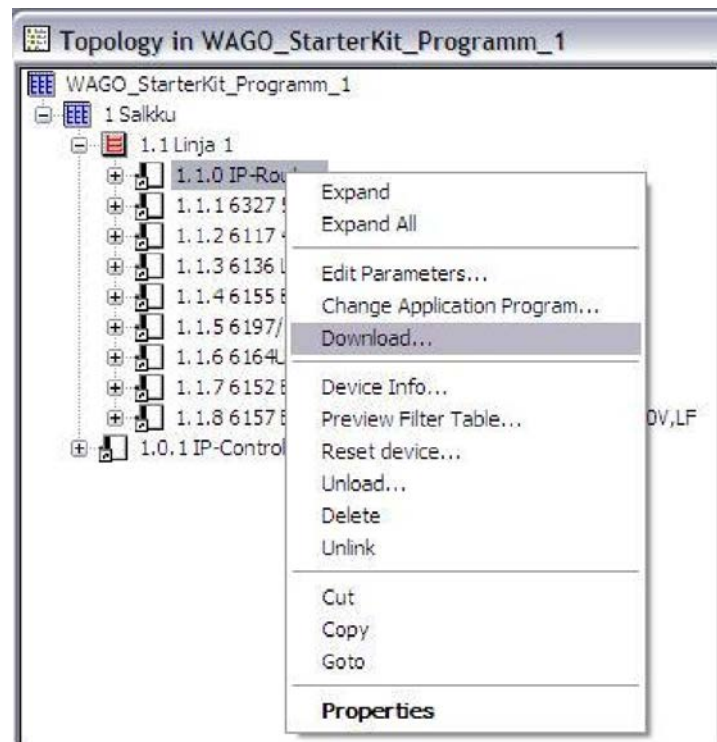 Topology in WAGO_StarterKit_Programm_1
WAGO_StarterKit_Programm_1
1 Salkku
1.1 Linja 1
1.1.0 IP-Rou
1.1.1 6327
1.1.2 6117
1.1.3 6136
1.1.4 6155
1.1.5 6197/
1.1.6 6164U
1.1.7 6152
1.1.8 6157 0V,LF
1.0.1 IP-Control
Expand
Expand All
Edit Parameters...
Change Application Program...
Download...
Device Info...
Preview Filter Table...
Reset device...
Unload...
Delete
Unlink
Cut
Copy
Goto
Properties